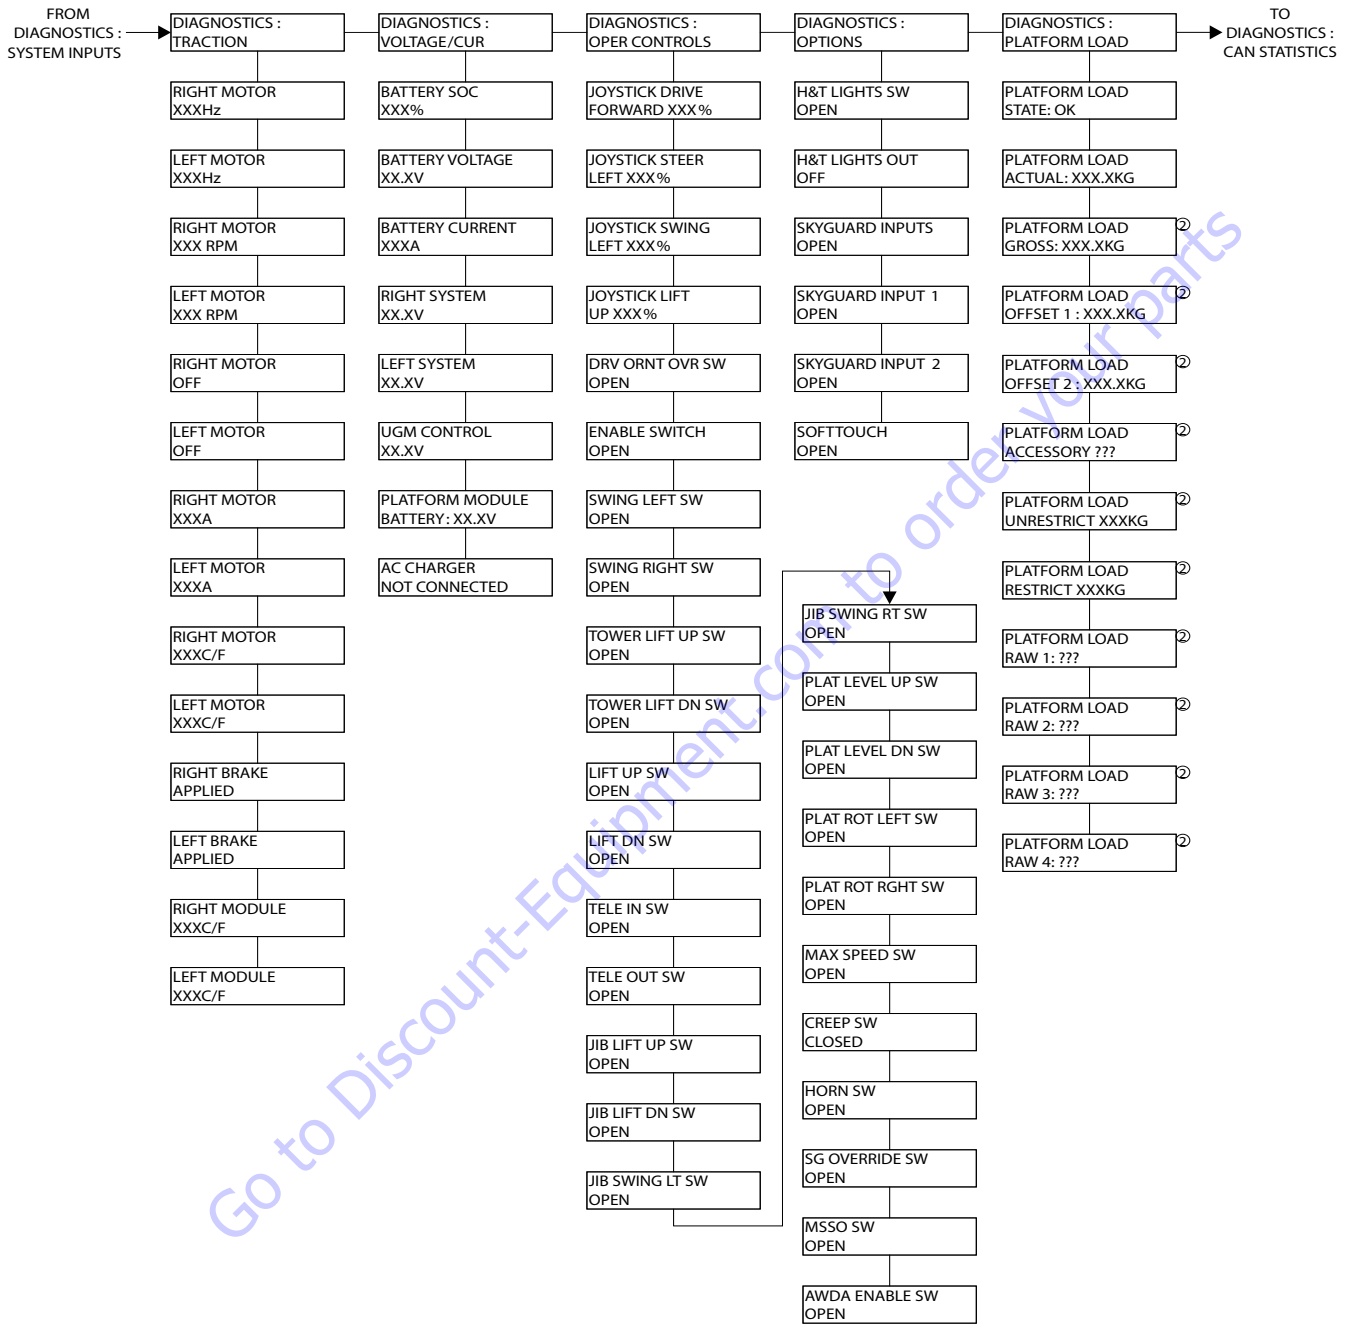 FROM
DIAGNOSTICS :
SYSTEM INPUTS
DIAGNOSTICS :
TRACTION
RIGHT MOTOR
XXXHz
LEFT MOTOR
XXXHz
RIGHT MOTOR
XXX RPM
LEFT MOTOR
XXX RPM
RIGHT MOTOR
OFF
LEFT MOTOR
OFF
RIGHT MOTOR
XXXA
LEFT MOTOR
XXXA
RIGHT MOTOR
XXXC/F
LEFT MOTOR
XXXC/F
RIGHT BRAKE
APPLIED
LEFT BRAKE
APPLIED
RIGHT MODULE
XXXC/F
LEFT MODULE
XXXC/F
DIAGNOSTICS :
VOLTAGE/CUR
BATTERY SOC
XXX%
BATTERY VOLTAGE
XX.XV
BATTERY CURRENT
XXXA
RIGHT SYSTEM
XX.XV
LEFT SYSTEM
XX.XV
UGM CONTROL
XX.XV
PLATFORM MODULE
BATTERY: XX.XV
AC CHARGER
NOT CONNECTED
DIAGNOSTICS :
OPER CONTROLS
JOYSTICK DRIVE
FORWARD XXX%
JOYSTICK STEER
LEFT XXX%
JOYSTICK SWING
LEFT XXX%
JOYSTICK LIFT
UP XXX%
DRV ORNT OVR SW
OPEN
ENABLE SWITCH
OPEN
SWING LEFT SW
OPEN
SWING RIGHT SW
OPEN
TOWER LIFT UP SW
OPEN
TOWER LIFT DN SW
OPEN
LIFT UP SW
OPEN
LIFT DN SW
OPEN
TELE IN SW
OPEN
TELE OUT SW
OPEN
JIB LIFT UP SW
OPEN
JIB LIFT DN SW
OPEN
JIB SWING LT SW
OPEN
JIB SWING RT SW
OPEN
PLAT LEVEL UP SW
OPEN
PLAT LEVEL DN SW
OPEN
PLAT ROT LEFT SW
OPEN
PLAT ROT RGHT SW
OPEN
MAX SPEED SW
OPEN
CREEP SW
CLOSED
HORN SW
OPEN
SG OVERRIDE SW
OPEN
MSSO SW
OPEN
AWDA ENABLE SW
OPEN
DIAGNOSTICS :
OPTIONS
H&T LIGHTS SW
OPEN
H&T LIGHTS OUT
OFF
SKYGUARD INPUTS
OPEN
SKYGUARD INPUT 1
OPEN
SKYGUARD INPUT 2
OPEN
SOFTTOUCH
OPEN
DIAGNOSTICS :
PLATFORM LOAD
PLATFORM LOAD
STATE: OK
PLATFORM LOAD
ACTUAL: XXX.XKG
PLATFORM LOAD ②
GROSS: XXX.XKG
PLATFORM LOAD ②
OFFSET 1 : XXX.XKG
PLATFORM LOAD ②
OFFSET 2 : XXX.XKG
PLATFORM LOAD ②
ACCESSORY ???
PLATFORM LOAD ②
UNRESTRICT XXXKG
PLATFORM LOAD ②
RESTRICT XXXKG
PLATFORM LOAD ②
RAW 1: ???
PLATFORM LOAD ②
RAW 2: ???
PLATFORM LOAD ②
RAW 3: ???
PLATFORM LOAD ②
RAW 4: ???
TO
DIAGNOSTICS :
CAN STATISTICS
Go to Discount-Equipment.com to order your parts